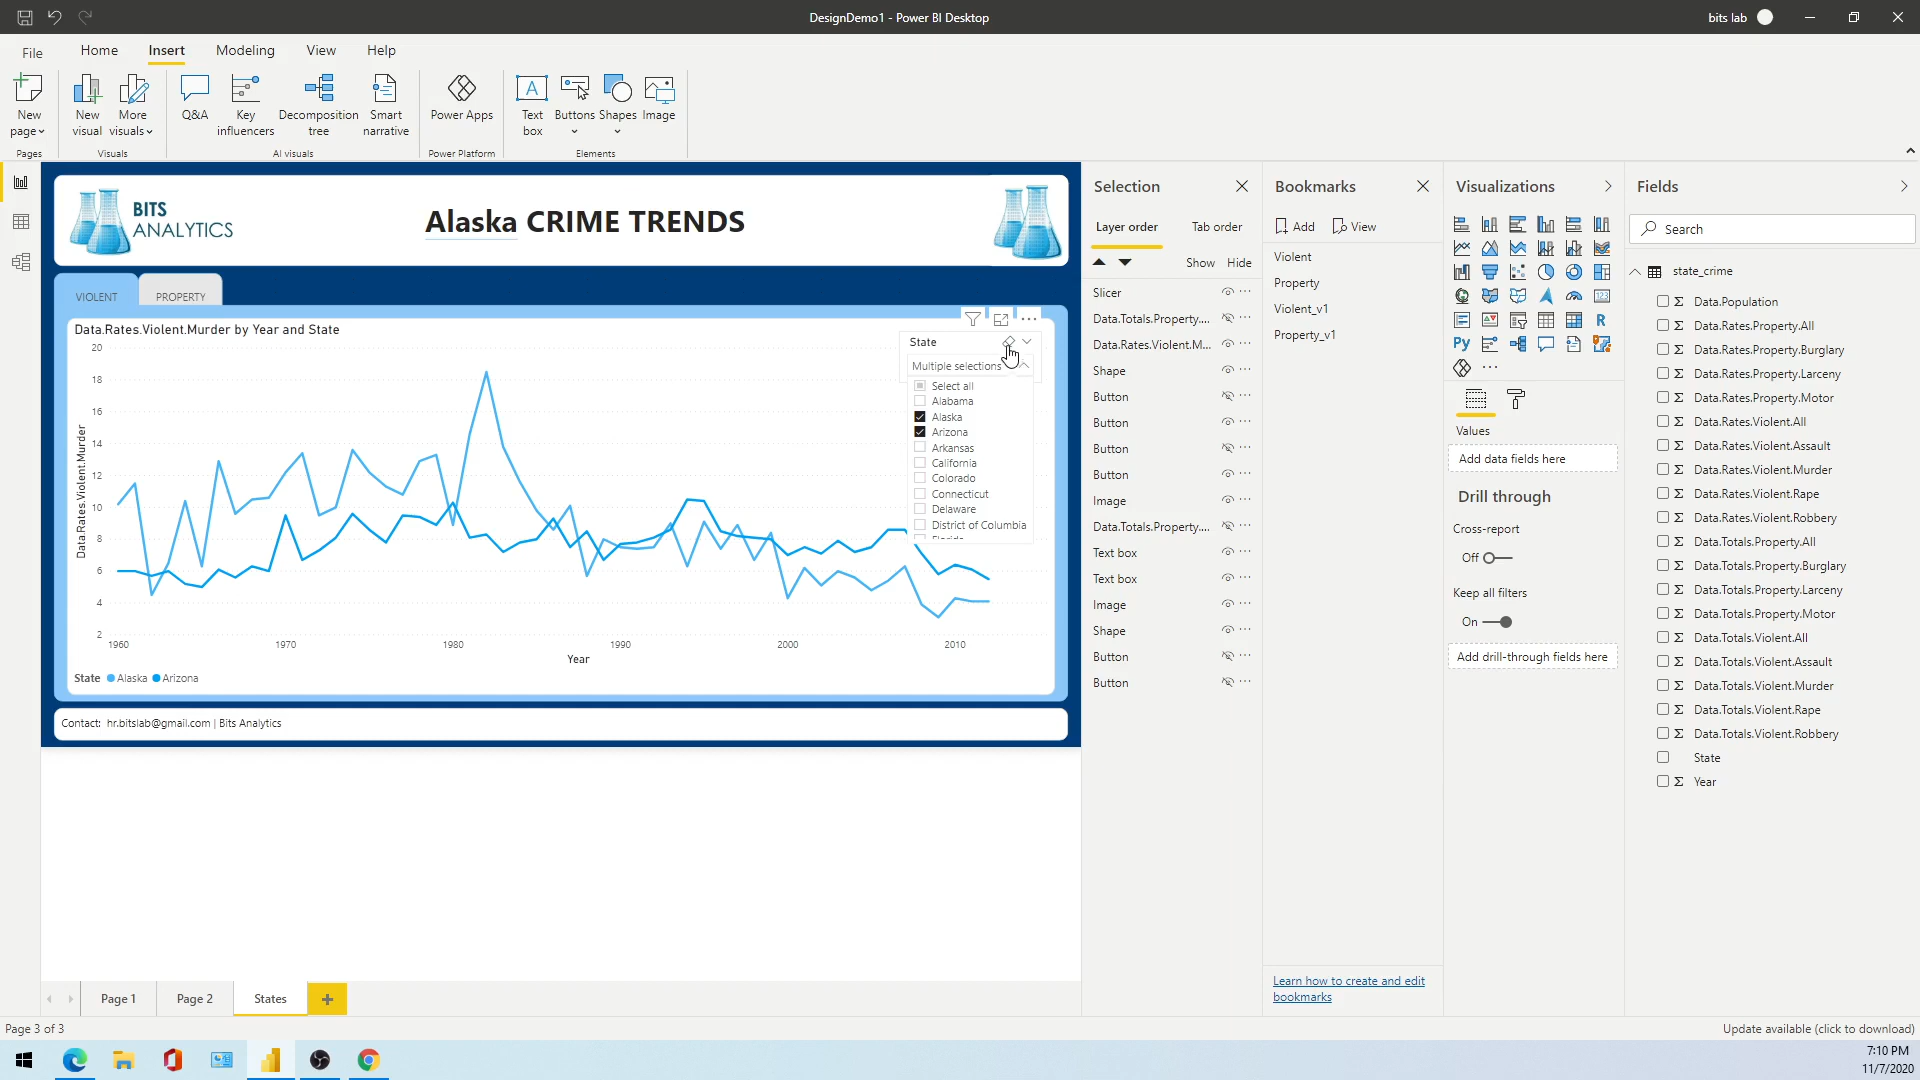 DesignDemo1 - Power BI Desktop
bits lab
File
Home
Insert
Modeling
View
Help
New
page
New
visual
More
visuals
Q&A
Key
influencers
Decomposition
tree
Smart
narrative
Power Apps
Text
box
Buttons
Shapes
Image
Pages
Visuals
AI visuals
Power Platform
Elements
BITS
ANALYTICS
Alaska CRIME TRENDS
VIOLENT
PROPERTY
Data.Rates.Violent.Murder by Year and State
State
Multiple selections
Select all
Alabama
Alaska
Arizona
Arkansas
California
Colorado
Connecticut
Delaware
District of Columbia
Data.Rates.Violent.Murder
20
18
16
14
12
10
8
6
4
2
1960
1970
1980
1990
2000
2010
Year
State Alaska Arizona
Contact: hr.bitslab@gmail.com | Bits Analytics
Page 1
Page 2
States
+
Page 3 of 3
Selection
Layer order
Tab order
Show
Hide
Slicer
Data.Totals.Property....
Data.Rates.Violent.M...
Shape
Button
Button
Button
Button
Image
Data.Totals.Property....
Text box
Text box
Image
Shape
Button
Button
Bookmarks
Add
View
Violent
Property
Violent_v1
Property_v1
Learn how to create and edit
bookmarks
Visualizations
123
R
Py
Values
Add data fields here
Drill through
Cross-report
Off
Keep all filters
On
Add drill-through fields here
Fields
Search
state_crime
Σ Data.Population
Σ Data.Rates.Property.All
Σ Data.Rates.Property.Burglary
Σ Data.Rates.Property.Larceny
Σ Data.Rates.Property.Motor
Σ Data.Rates.Violent.All
Σ Data.Rates.Violent.Assault
Σ Data.Rates.Violent.Murder
Σ Data.Rates.Violent.Rape
Σ Data.Rates.Violent.Robbery
Σ Data.Totals.Property.All
Σ Data.Totals.Property.Burglary
Σ Data.Totals.Property.Larceny
Σ Data.Totals.Property.Motor
Σ Data.Totals.Violent.All
Σ Data.Totals.Violent.Assault
Σ Data.Totals.Violent.Murder
Σ Data.Totals.Violent.Rape
Σ Data.Totals.Violent.Robbery
State
Σ Year
Update available (click to download)
7:10 PM
11/7/2020